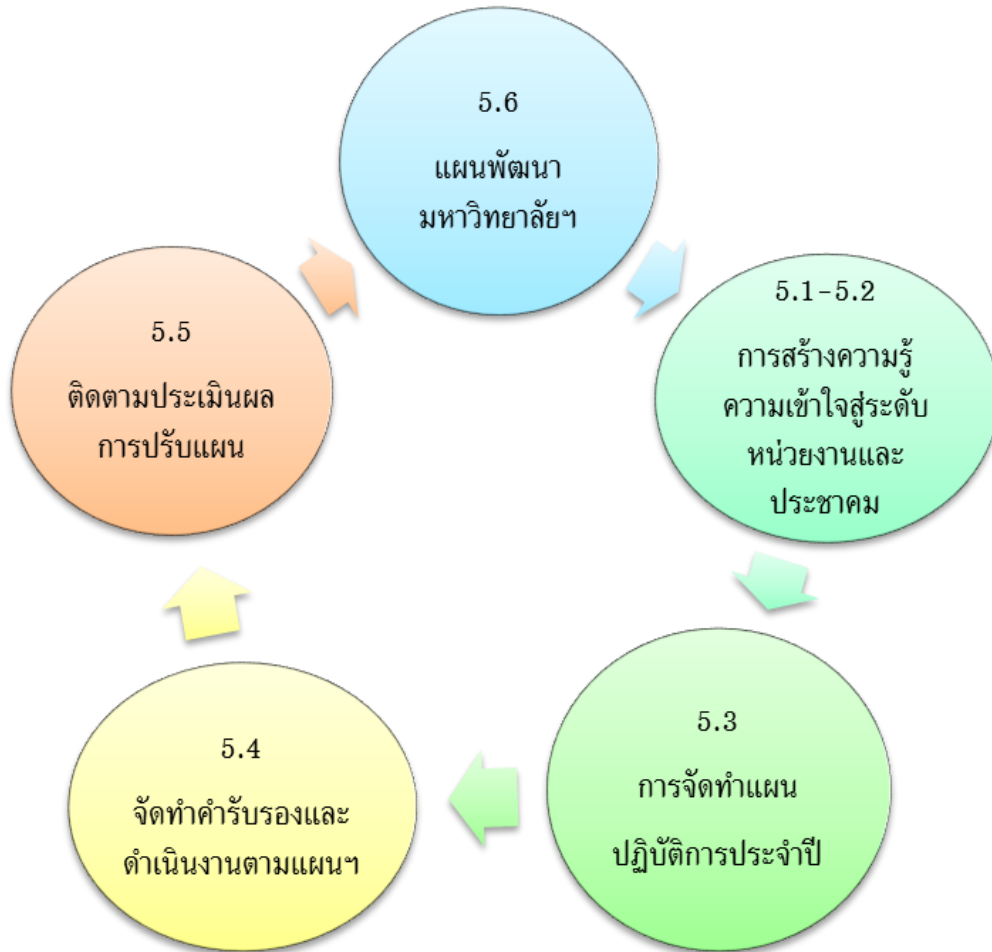 5.6
แผนพัฒนา
มหาวิทยาลัยฯ
5.1-5.2
การสร้างความรู้
ความเข้าใจสู่ระดับ
หน่วยงานและ
ประชาคม
5.3
การจัดทำแผน
ปฏิบัติการประจำปี
5.4
จัดทำคำรับรองและ
ดำเนินงานตามแผนฯ
5.5
ติดตามประเมินผล
การปรับแผน